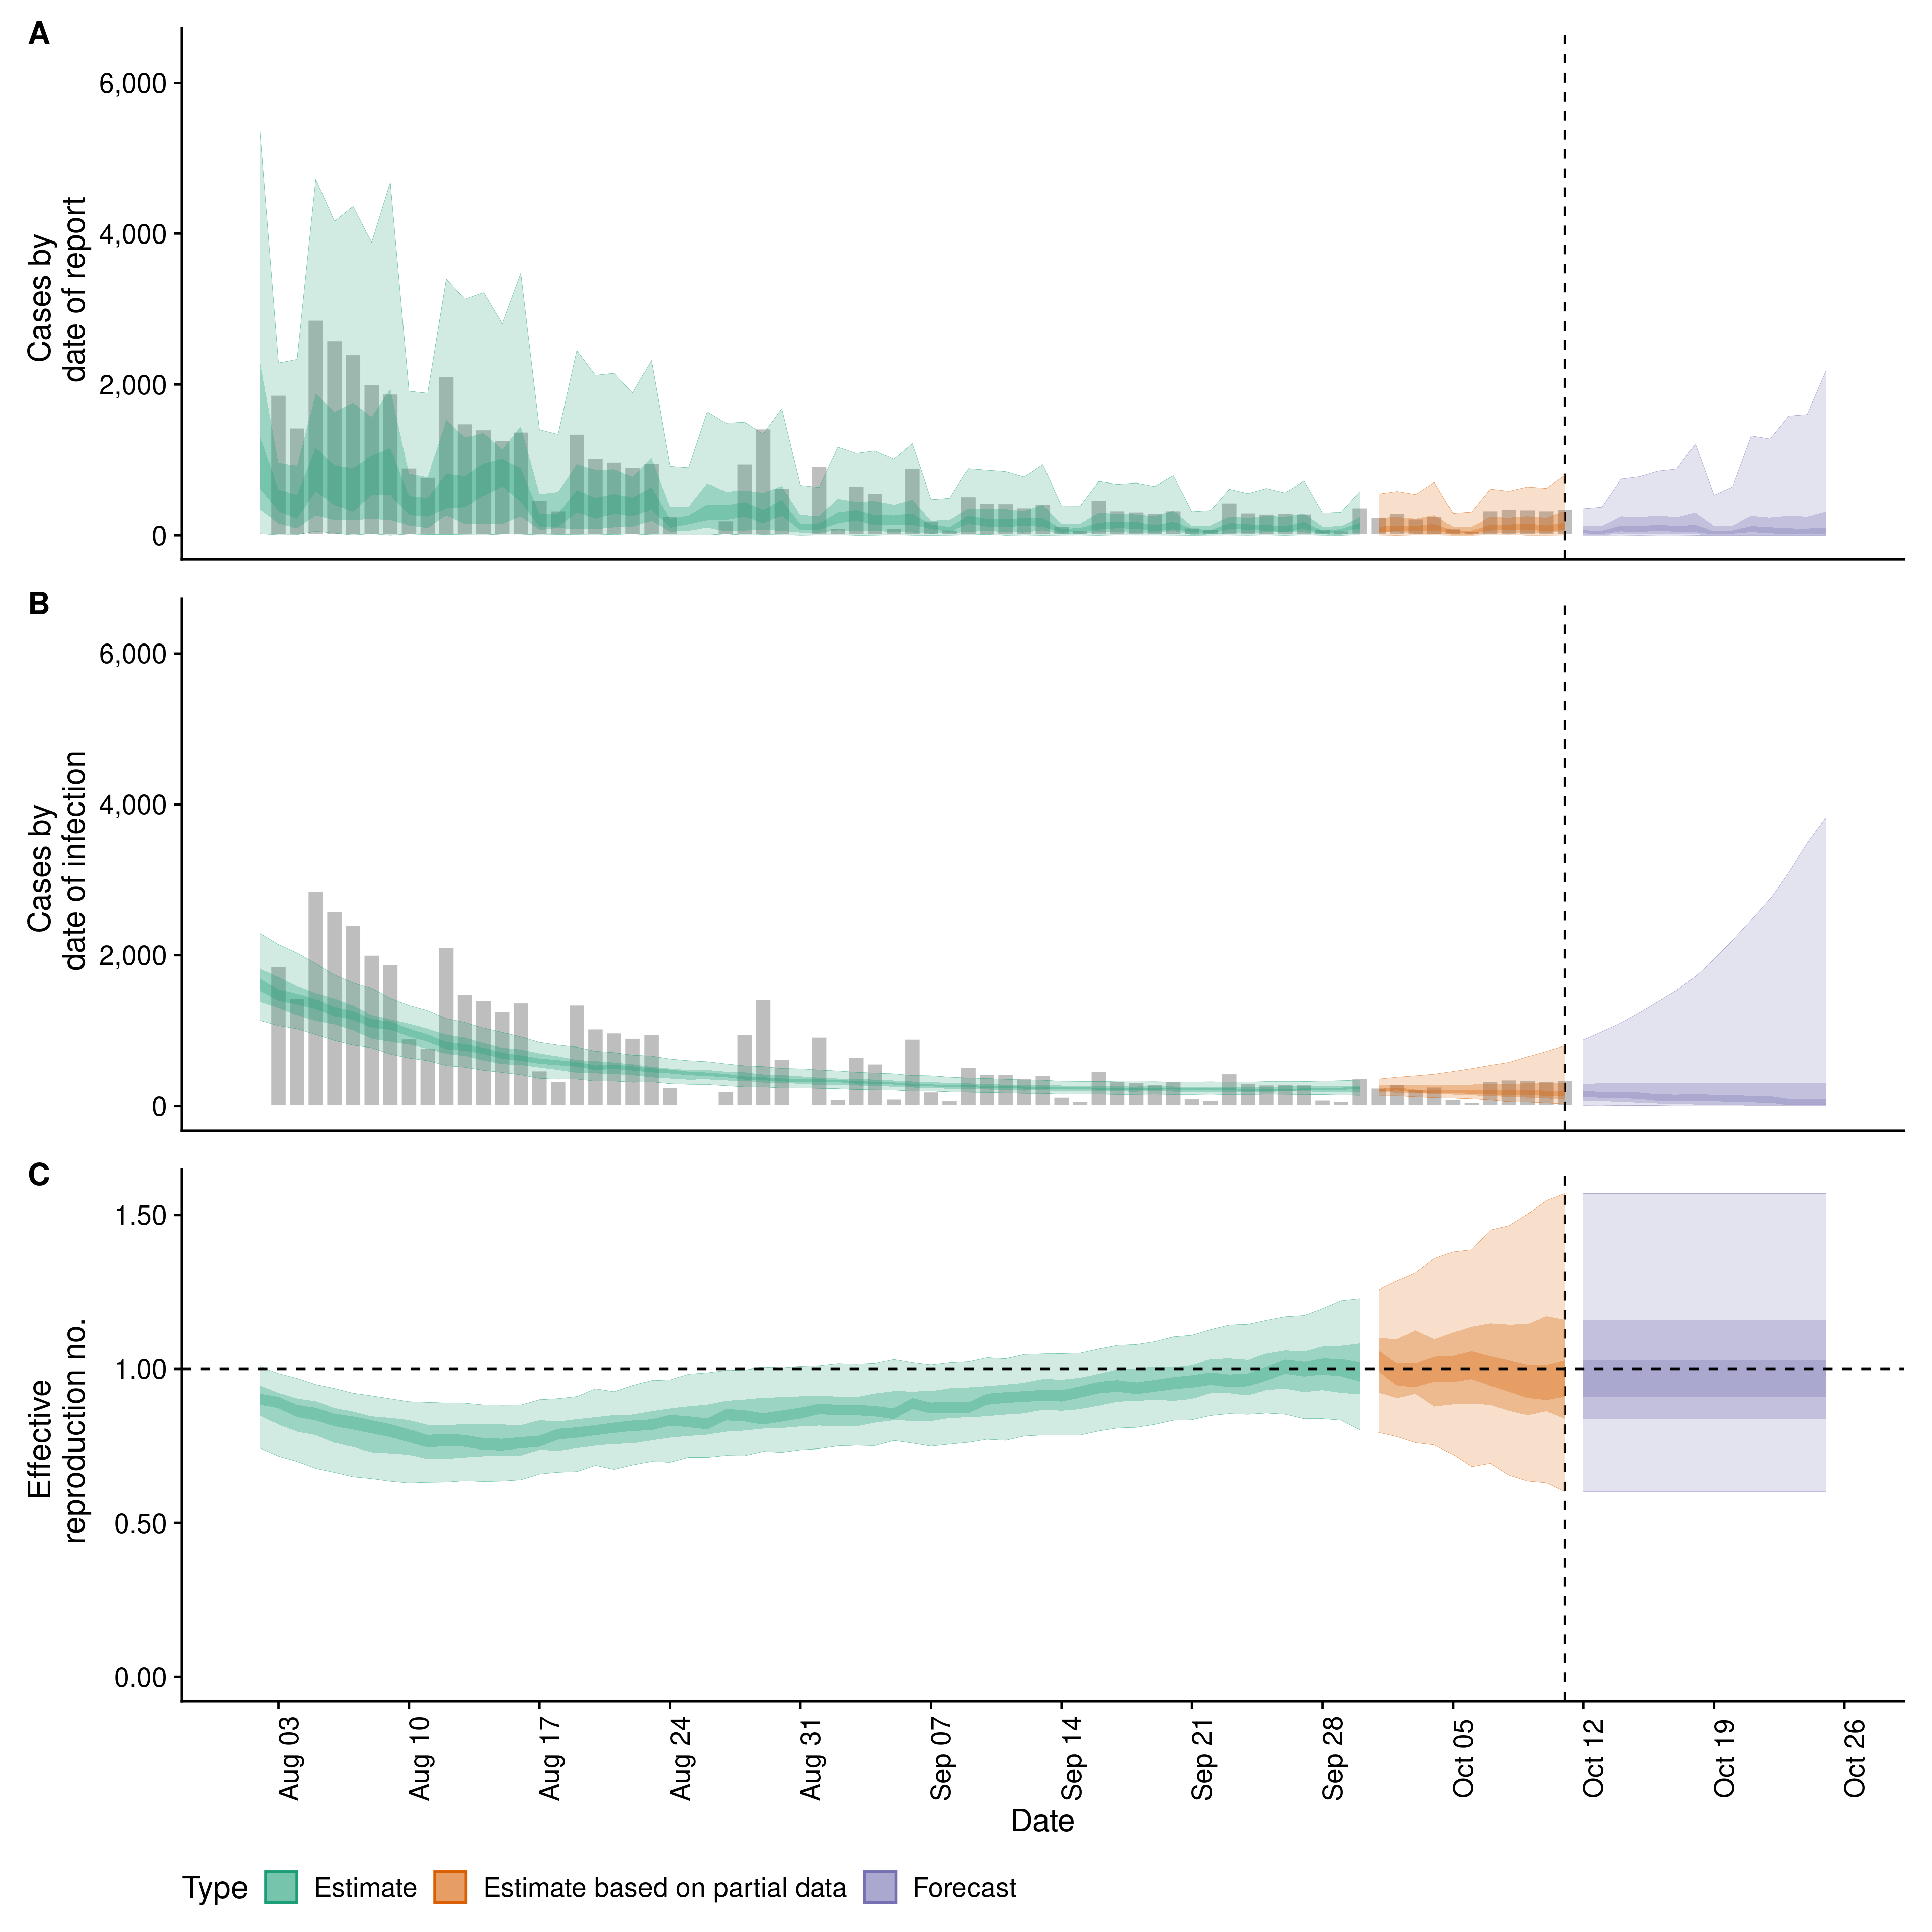 A
Cases by
date of report
6,000
4,000
2,000
0
B
Cases by
date of infection
6,000
4,000
2,000
0
C
Effective
reproduction no.
1.50
1.00
0.50
0.00
Aug 03
Aug 10
Aug 17
Aug 24
Aug 31
Sep 07
Sep 14
Sep 21
Sep 28
Oct 05
Oct 12
Oct 19
Oct 26
Date
Type Estimate Estimate based on partial data Forecast